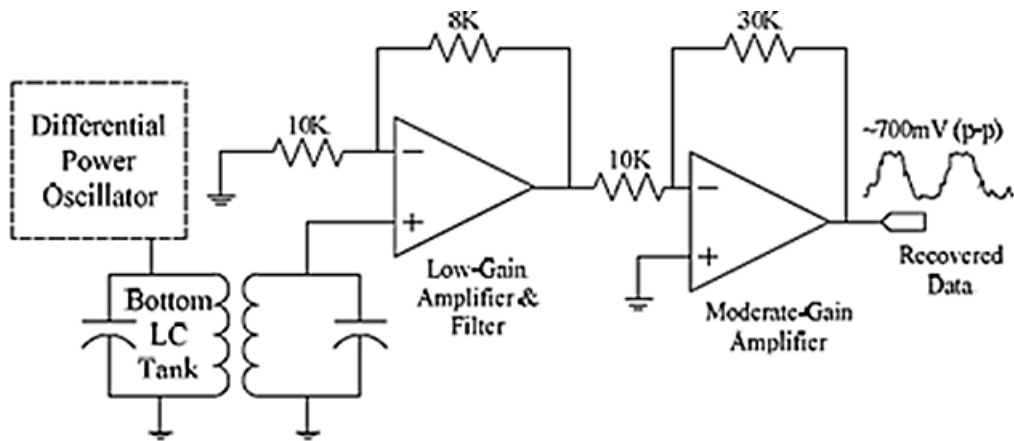 8K
30K
Differential
Power
Oscillator
10K
10K
~700mV (p-p)
−
+
−
+
Low-Gain
Amplifier &
Filter
Recovered
Data
Moderate-Gain
Amplifier
Bottom
LC
Tank